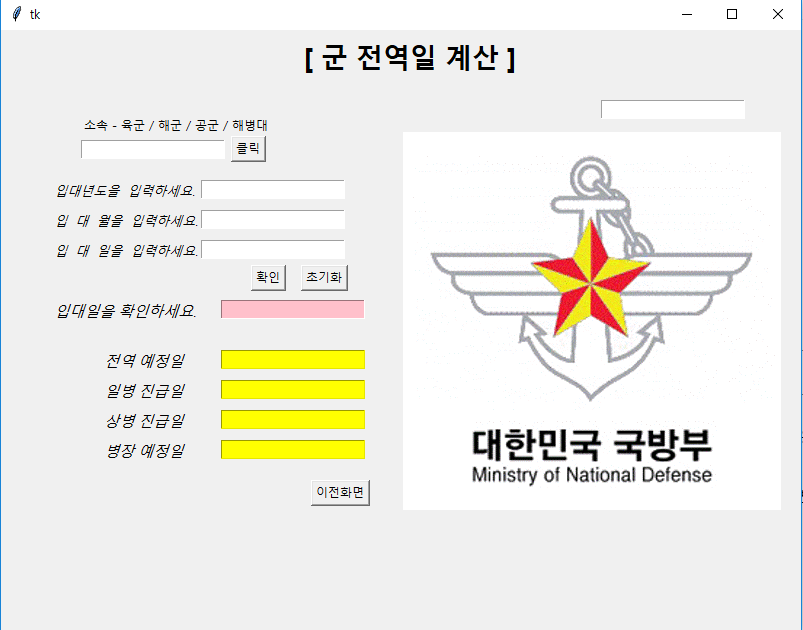 tk
[ 군 전역일 계산 ]
소속 - 육군 / 해군 / 공군 / 해병대
클릭
입대년도을 입력하세요.
입 대 월을 입력하세요.
입 대 일을 입력하세요.
확인 초기화
입대일을 확인하세요.
전역 예정일
일병 진급일
상병 진급일
병장 예정일
이전화면
대한민국 국방부
Ministry of National Defense